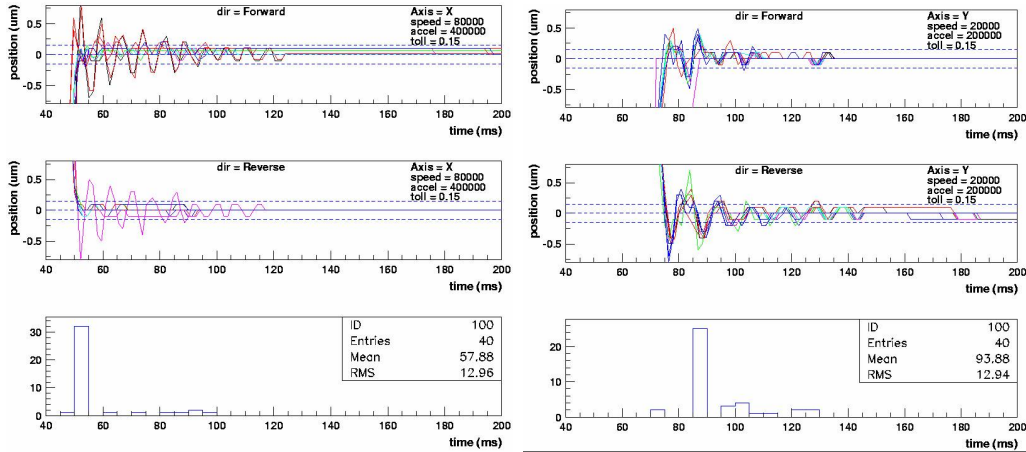 dir = Forward
Axis = X
speed = 80000
accel = 400000
toll = 0.15
position (um)
0.5
0
-0.5
40 60 80 100 120 140 160 180 200
time (ms)
dir = Reverse
Axis = X
speed = 80000
accel = 400000
toll = 0.15
position (um)
0.5
0
-0.5
40 60 80 100 120 140 160 180 200
time (ms)
ID 100
Entries 40
Mean 57.88
RMS 12.96
30
20
10
0
40 60 80 100 120 140 160 180 200
time (ms)
dir = Forward
Axis = Y
speed = 20000
accel = 200000
toll = 0.15
position (um)
0.5
0
-0.5
40 60 80 100 120 140 160 180 200
time (ms)
dir = Reverse
Axis = Y
speed = 20000
accel = 200000
toll = 0.15
position (um)
0.5
0
-0.5
40 60 80 100 120 140 160 180 200
time (ms)
ID 100
Entries 40
Mean 93.88
RMS 12.94
20
10
0
40 60 80 100 120 140 160 180 200
time (ms)